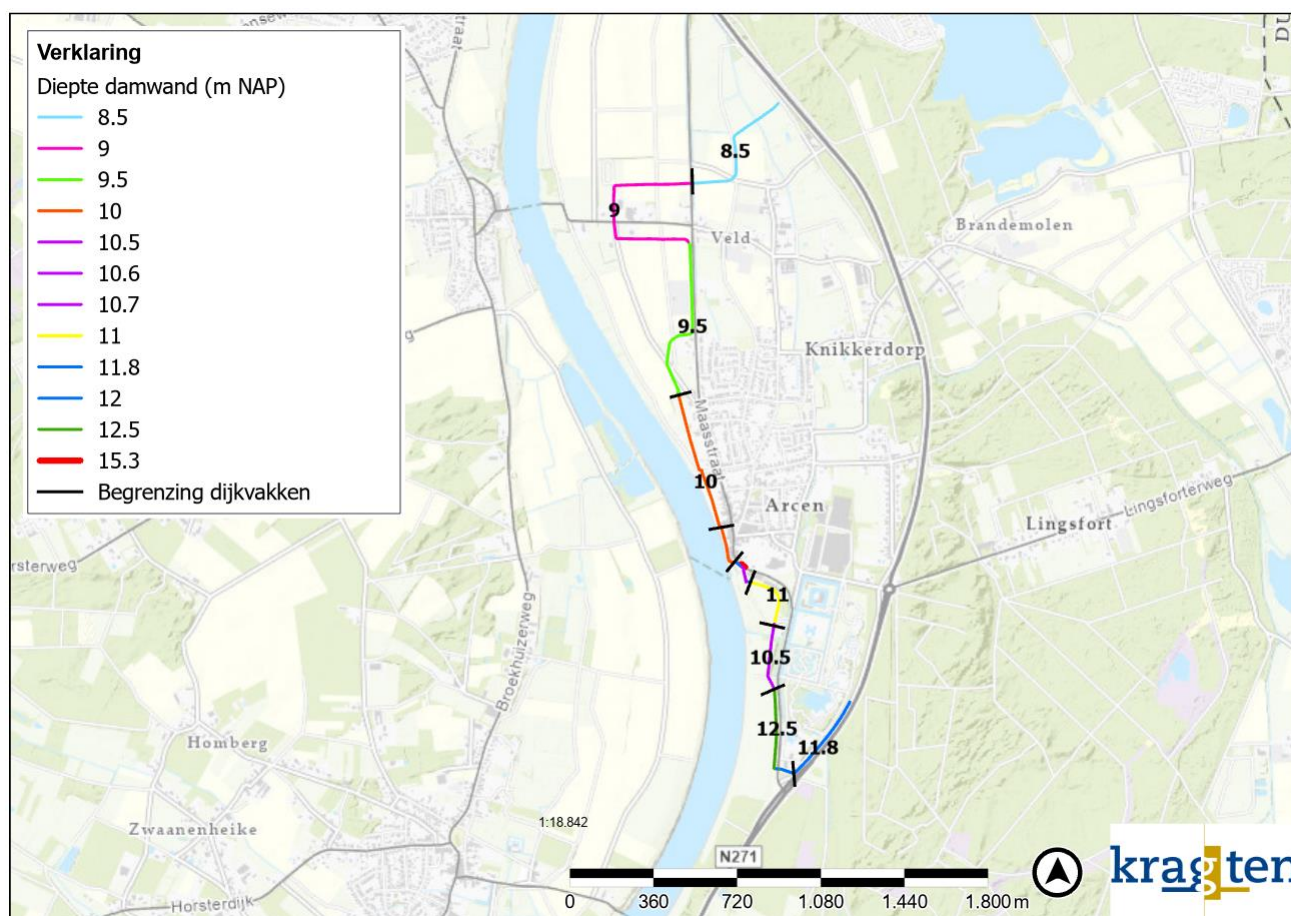 Verklaring
Diepte damwand (m NAP)
8.5
9
9.5
10
10.5
10.6
10.7
11
11.8
12
12.5
15.3
Begrenzing dijkvakken
8.5
9
Veld
Brandemolen
9.5
Knikkerdorp
Maasstraat
10
Arcen
Lingsforterweg
Lingsfort
11
10.5
12.5
11.8
Broekhuizerweg
Homberg
Zwaanenheike
Horsterdijk
1:18.842
N271
0 360 720 1.080 1.440 1.800 m
kragten